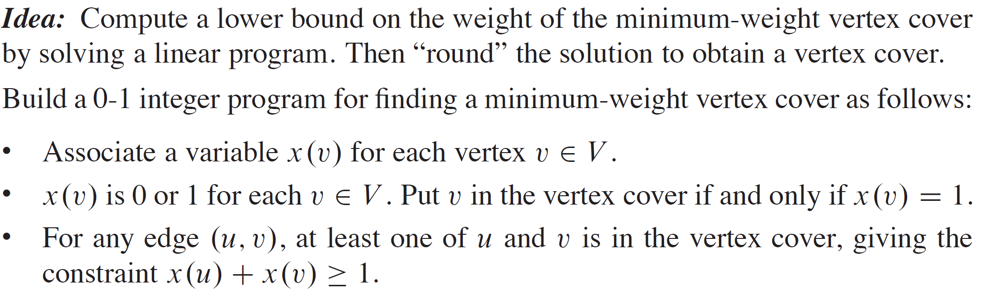 Idea: Compute a lower bound on the weight of the minimum-weight vertex cover
by solving a linear program. Then “round” the solution to obtain a vertex cover.
Build a 0-1 integer program for finding a minimum-weight vertex cover as follows:
• Associate a variable x(v) for each vertex v ∈ V.
• x(v) is 0 or 1 for each v ∈ V. Put v in the vertex cover if and only if x(v) = 1.
• For any edge (u, v), at least one of u and v is in the vertex cover, giving the
constraint x(u) + x(v) ≥ 1.